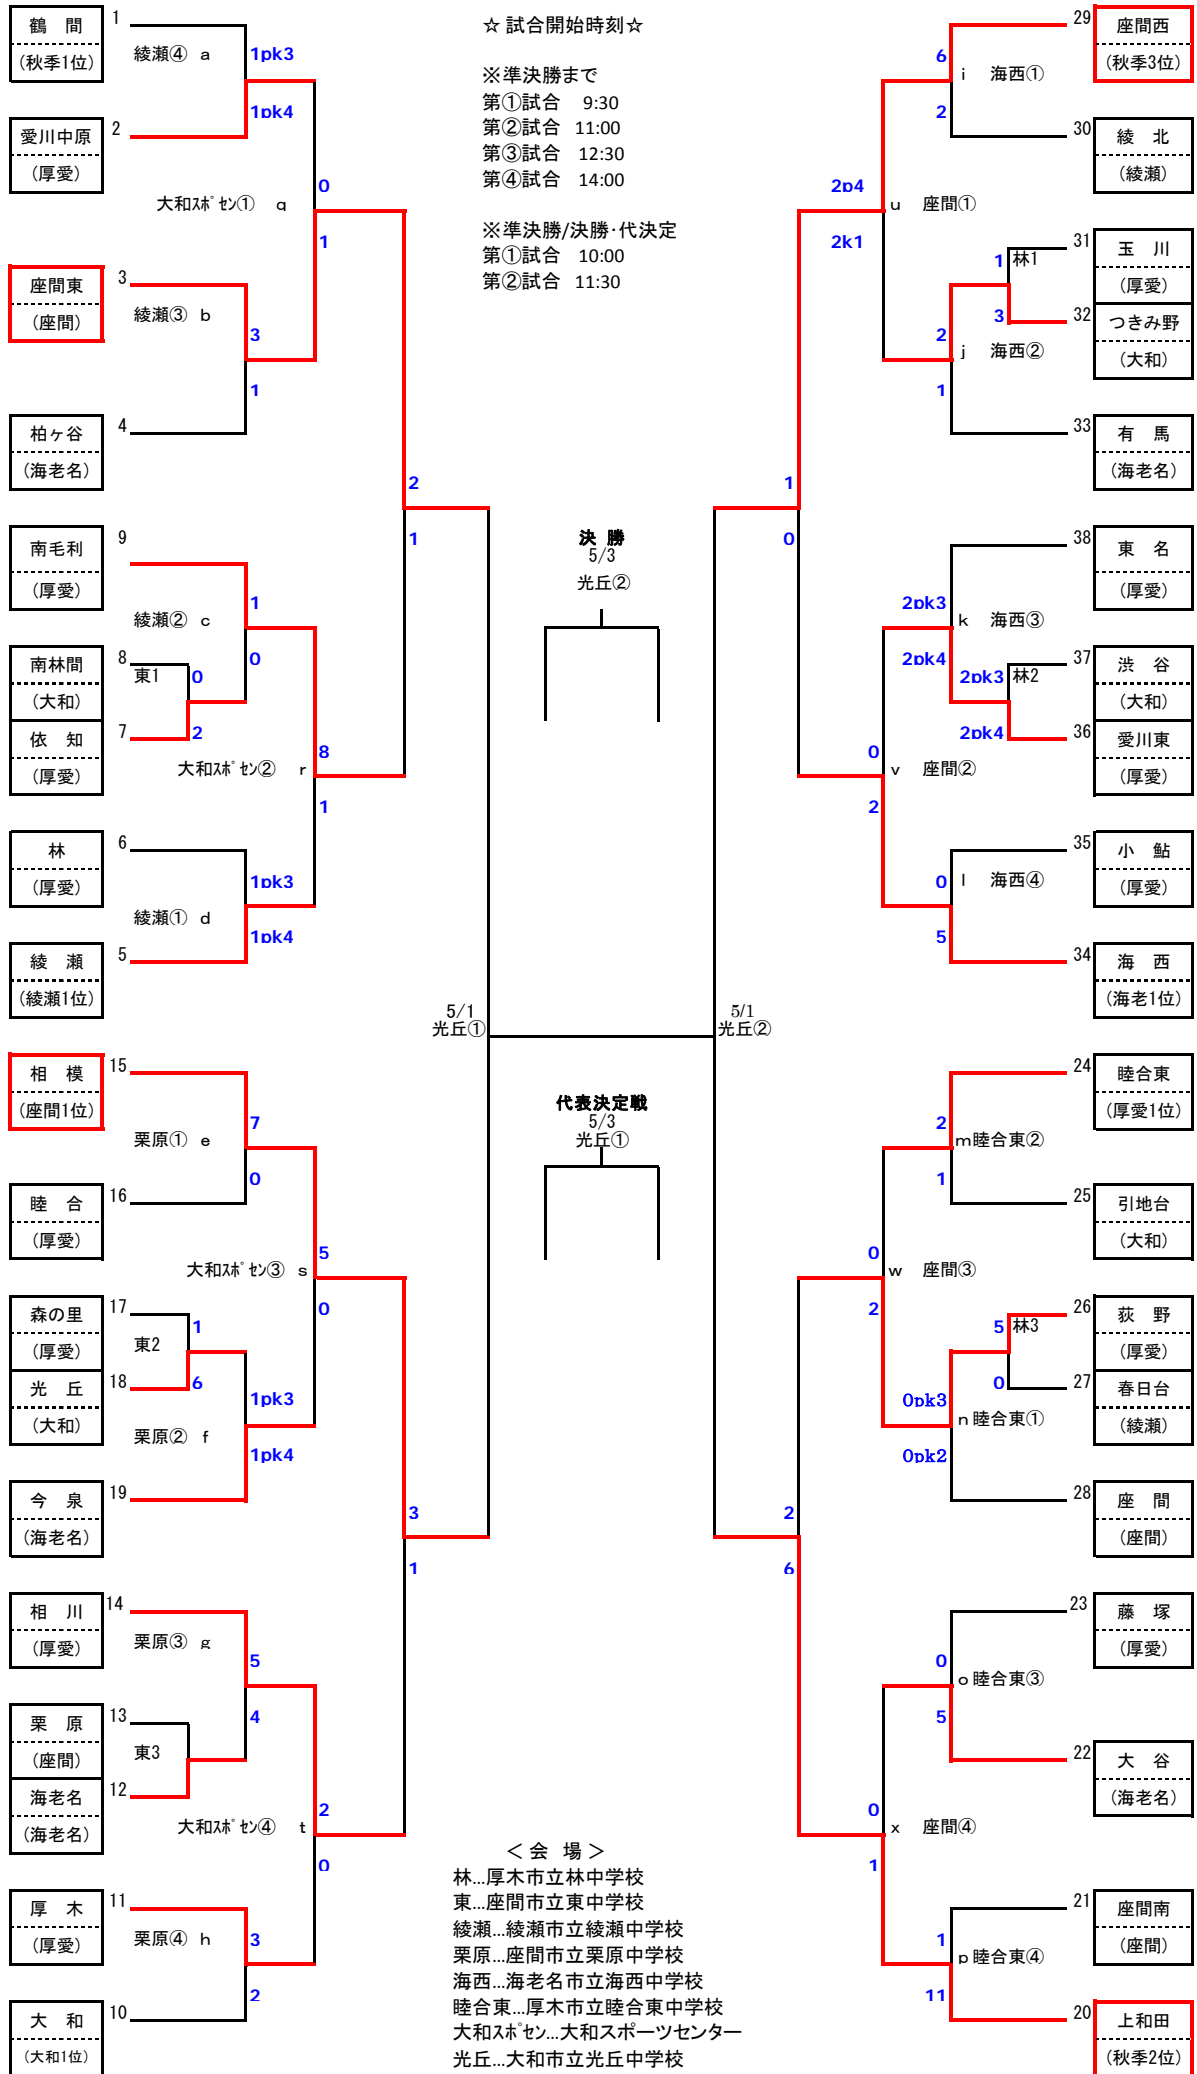 ☆ 試合開始時刻☆
※準決勝まで
第①試合 9:30
第②試合 11:00
第③試合 12:30
第④試合 14:00
※準決勝/決勝・代決定
第①試合 10:00
第②試合 11:30
鶴 間
(秋季1位)
1
綾瀬④ a
1pk3
1pk4
愛川中原
(厚愛)
2
大和スポセン① q
0
1
座間東
(座間)
3
綾瀬③ b
3
1
柏ヶ谷
(海老名)
4
2
1
南毛利
(厚愛)
9
綾瀬② c
1
0
南林間
(大和)
8
東1
0
2
依 知
(厚愛)
7
大和スポセン② r
8
1
林
(厚愛)
6
綾瀬① d
1pk3
1pk4
綾 瀬
(綾瀬1位)
5
5/1
光丘①
相 模
(座間1位)
15
栗原① e
7
0
睦 合
(厚愛)
16
大和スポセン③ s
5
0
森の里
(厚愛)
17
東2
1
6
光 丘
(大和)
18
栗原② f
1pk3
1pk4
今 泉
(海老名)
19
3
1
相 川
(厚愛)
14
栗原③ g
5
4
栗 原
(座間)
13
東3
海老名
(海老名)
12
大和スポセン④ t
2
0
厚 木
(厚愛)
11
栗原④ h
3
2
大 和
(大和1位)
10
決 勝
5/3
光丘②
代表決定戦
5/3
光丘①
29
座間西
(秋季3位)
6
i 海西①
2
30
綾 北
(綾瀬)
2p4
u 座間①
2k1
31
玉 川
(厚愛)
1
林1
3
32
つきみ野
(大和)
2
j 海西②
1
33
有 馬
(海老名)
1
0
38
東 名
(厚愛)
2pk3
k 海西③
2pk4
37
渋 谷
(大和)
2pk3
林2
2pk4
36
愛川東
(厚愛)
0
v 座間②
2
35
小 鮎
(厚愛)
0
l 海西④
5
34
海 西
(海老1位)
5/1
光丘②
24
睦合東
(厚愛1位)
2
m睦合東②
1
25
引地台
(大和)
0
w 座間③
2
26
荻 野
(厚愛)
5
林3
0
27
春日台
(綾瀬)
0pk3
n睦合東①
0pk2
28
座 間
(座間)
2
6
23
藤 塚
(厚愛)
0
o睦合東③
5
22
大 谷
(海老名)
0
x 座間④
1
21
座間南
(座間)
1
p睦合東④
11
20
上和田
(秋季2位)
＜会 場＞
林…厚木市立林中学校
東…座間市立東中学校
綾瀬…綾瀬市立綾瀬中学校
栗原…座間市立栗原中学校
海西…海老名市立海西中学校
睦合東…厚木市立睦合東中学校
大和スポセン…大和スポーツセンター
光丘…大和市立光丘中学校